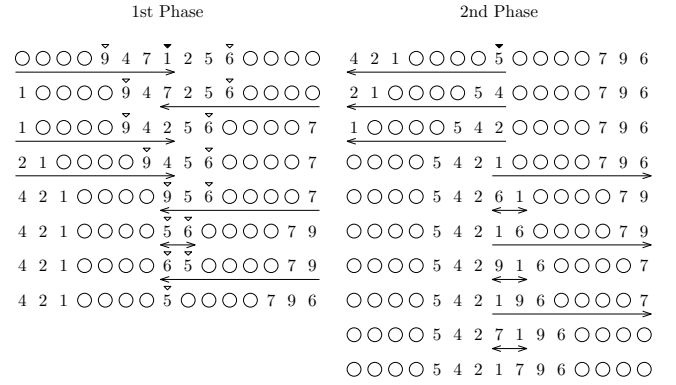 1st Phase
○ ○ ○ ○ 9 4 7 1 2 5 6 ○ ○ ○ ○
1 ○ ○ ○ ○ 9 4 7 2 5 6 ○ ○ ○ ○
1 ○ ○ ○ ○ 9 4 2 5 6 ○ ○ ○ ○ 7
2 1 ○ ○ ○ ○ 9 4 5 6 ○ ○ ○ ○ 7
4 2 1 ○ ○ ○ ○ 9 5 6 ○ ○ ○ ○ 7
4 2 1 ○ ○ ○ ○ 5 6 ○ ○ ○ ○ 7 9
4 2 1 ○ ○ ○ ○ 6 5 ○ ○ ○ ○ 7 9
4 2 1 ○ ○ ○ ○ 5 ○ ○ ○ ○ 7 9 6
2nd Phase
4 2 1 ○ ○ ○ ○ 5 ○ ○ ○ ○ 7 9 6
2 1 ○ ○ ○ ○ 5 4 ○ ○ ○ ○ 7 9 6
1 ○ ○ ○ ○ 5 4 2 ○ ○ ○ ○ 7 9 6
○ ○ ○ ○ 5 4 2 1 ○ ○ ○ ○ 7 9 6
○ ○ ○ ○ 5 4 2 6 1 ○ ○ ○ ○ 7 9
○ ○ ○ ○ 5 4 2 1 6 ○ ○ ○ ○ 7 9
○ ○ ○ ○ 5 4 2 9 1 6 ○ ○ ○ ○ 7
○ ○ ○ ○ 5 4 2 1 9 6 ○ ○ ○ ○ 7
○ ○ ○ ○ 5 4 2 7 1 9 6 ○ ○ ○ ○
○ ○ ○ ○ 5 4 2 1 7 9 6 ○ ○ ○ ○